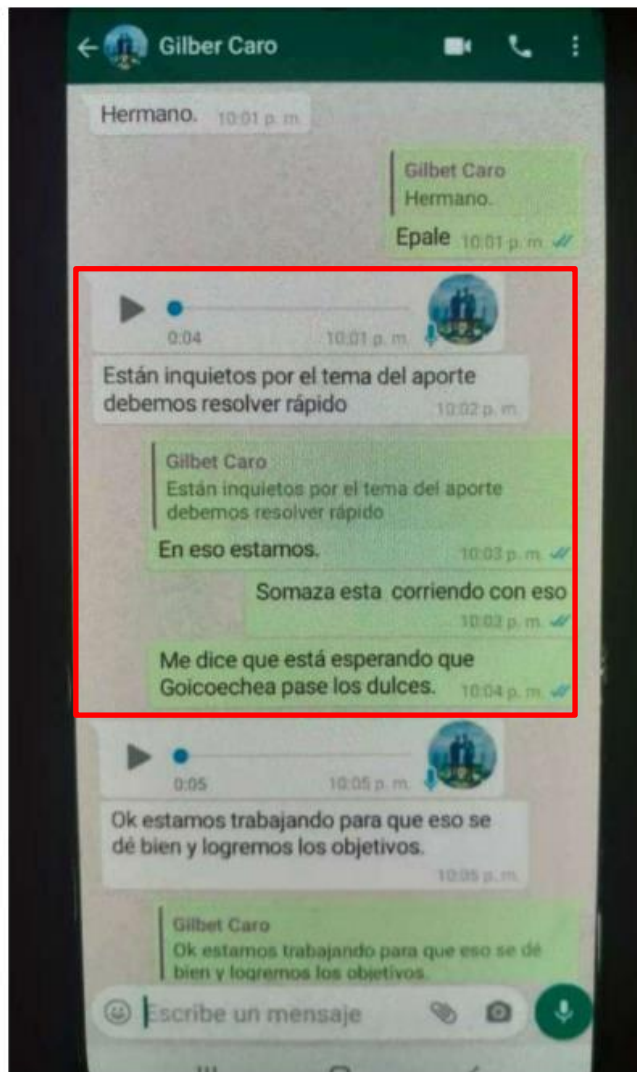 Gilber Caro
Hermano. 10:01 p. m.
Gilbet Caro
Hermano.
Epale 10:01 p. m.
0:04 10:01 p. m.
Están inquietos por el tema del aporte
debemos resolver rápido 10:02 p. m.
Gilbet Caro
Están inquietos por el tema del aporte
debemos resolver rápido
En eso estamos. 10:03 p. m.
Somaza esta corriendo con eso
10:03 p. m.
Me dice que está esperando que
Goicoechea pase los dulces. 10:04 p. m.
0:05 10:05 p. m.
Ok estamos trabajando para que eso se
dé bien y logremos los objetivos.
10:05 p. m.
Gilbet Caro
Ok estamos trabajando para que eso se dé
bien y logremos los objetivos.
Escribe un mensaje